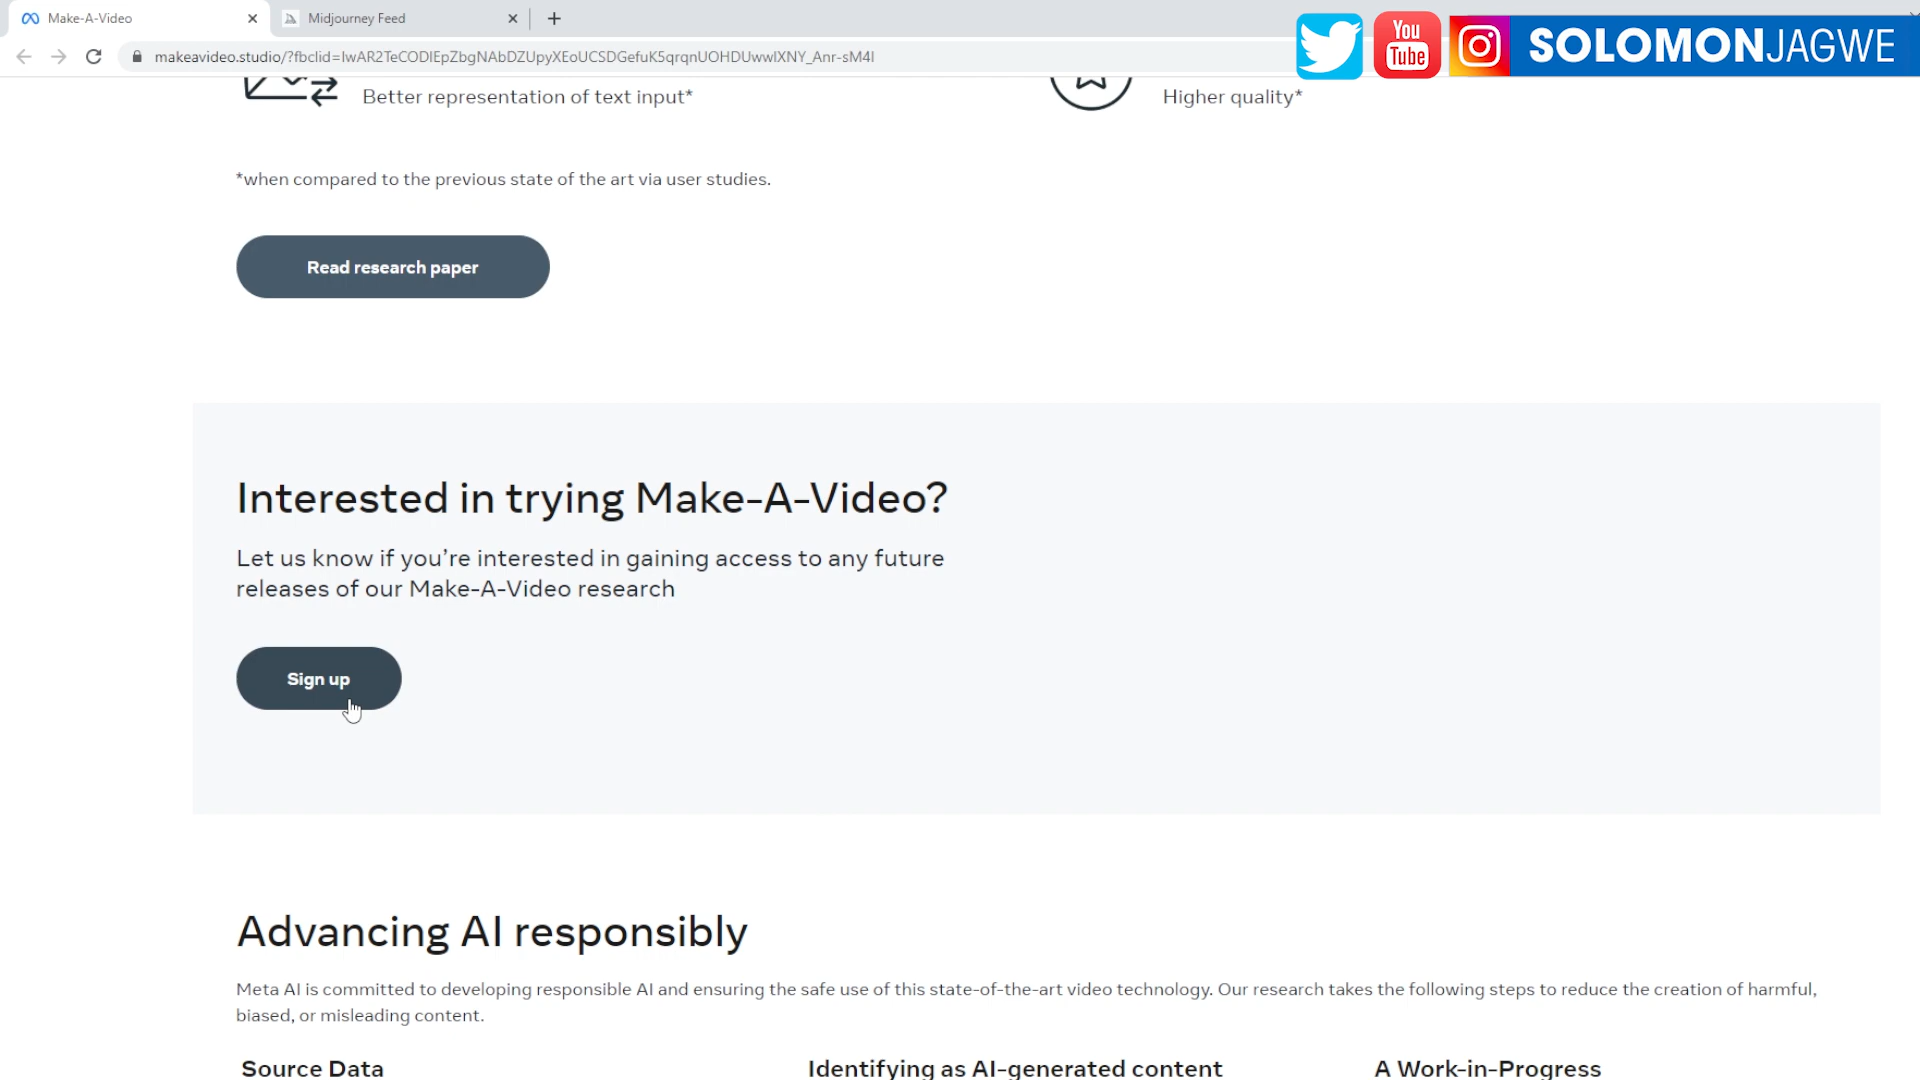 Make-A-Video
Midjourney Feed
makeavideo.studio/?fbclid=IwAR2TeCODIEpZbgNAbDZUpyXEoUCSDGefuK5qrqnUOHDUwwIXNY_Anr-sM4I
You
Tube
SOLOMONJAGWE
Better representation of text input*
Higher quality*
*when compared to the previous state of the art via user studies.
Read research paper
Interested in trying Make-A-Video?
Let us know if you’re interested in gaining access to any future
releases of our Make-A-Video research
Sign up
Advancing AI responsibly
Meta AI is committed to developing responsible AI and ensuring the safe use of this state-of-the-art video technology. Our research takes the following steps to reduce the creation of harmful,
biased, or misleading content.
Source Data
Identifying as AI-generated content
A Work-in-Progress